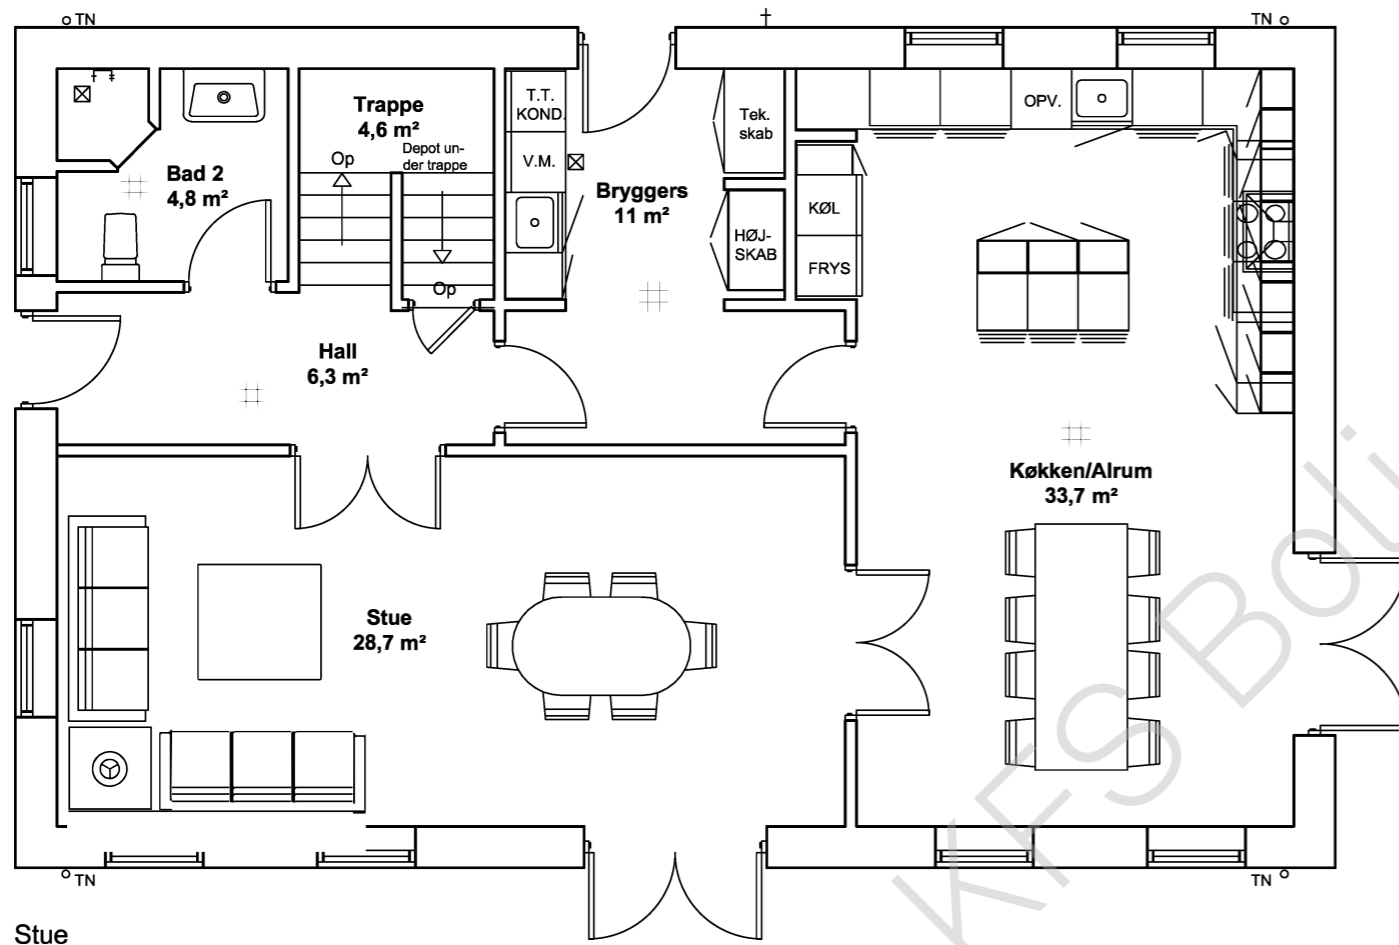 TN
TN
Trappe
4,6 m²
Depot un-
der trappe
Op
Op
T.T.
KOND.
V.M.
Tek.
skab
OPV.
Bad 2
4,8 m²
Bryggers
11 m²
HØJ-
SKAB
KØL
FRYS
Hall
6,3 m²
Køkken/Alrum
33,7 m²
Stue
28,7 m²
KFS Boli
TN
TN
Stue